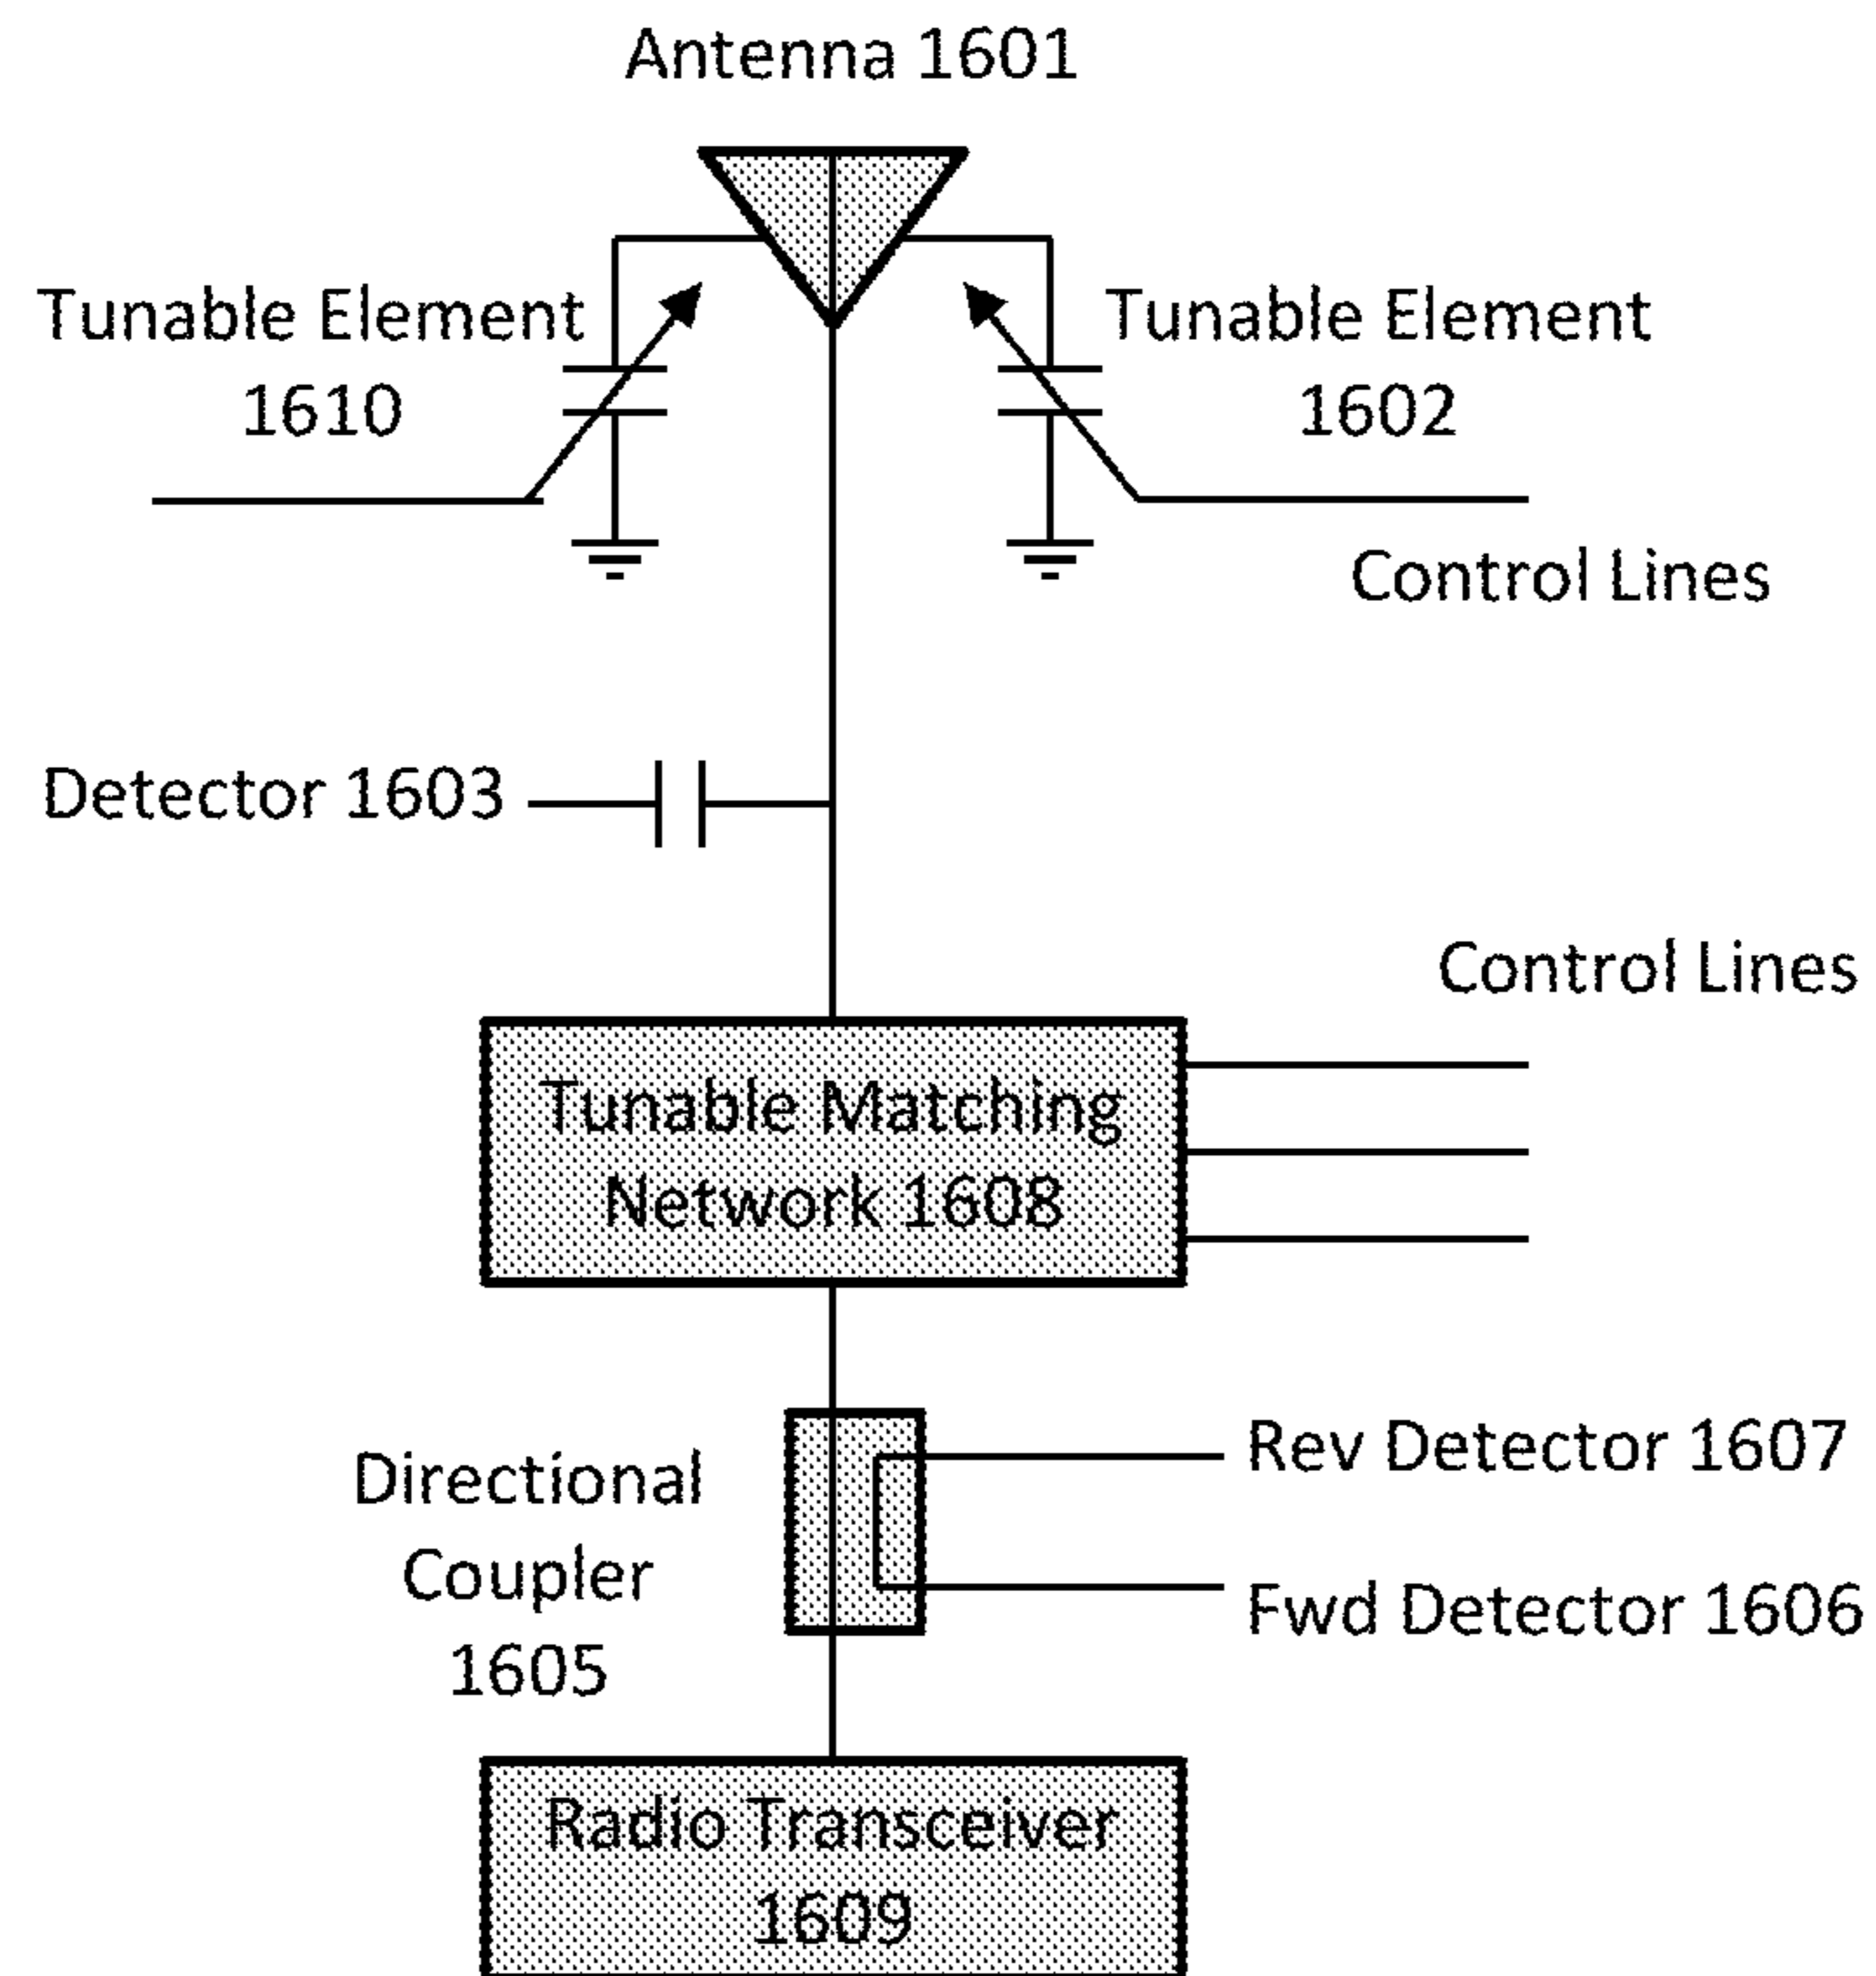 Antenna 1601
Tunable Element
1610
Tunable Element
1602
Control Lines
Detector 1603
Control Lines
Tunable Matching
Network 1608
Rev Detector 1607
Directional
Coupler
1605
Fwd Detector 1606
Radio Transceiver
1609